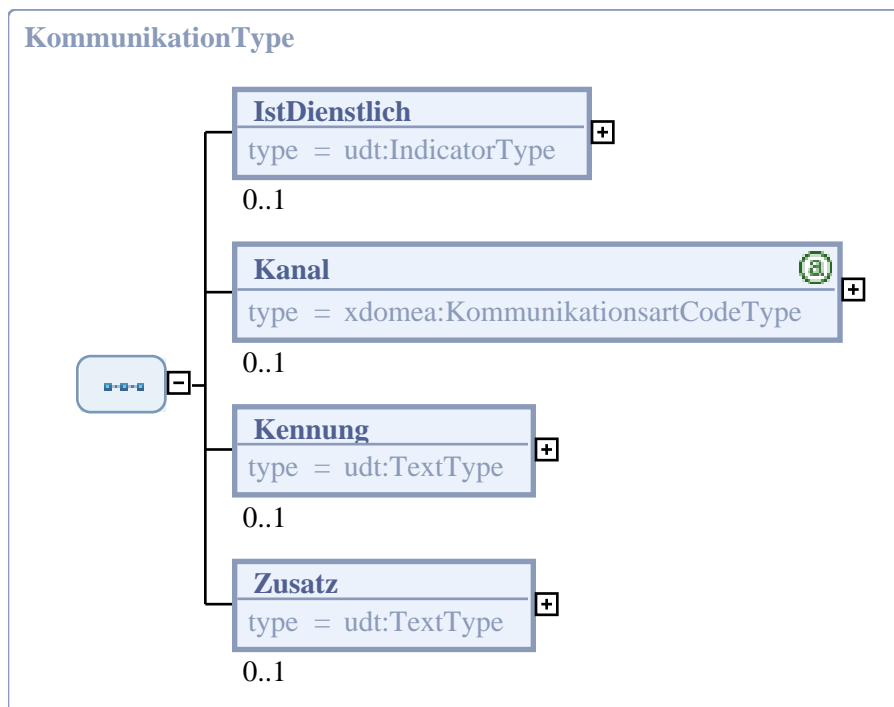 KommunikationType
IstDienstlich
type = udt:IndicatorType
0..1
Kanal
a
type = xdomea:KommunikationsartCodeType
0..1
Kennung
type = udt:TextType
0..1
Zusatz
type = udt:TextType
0..1